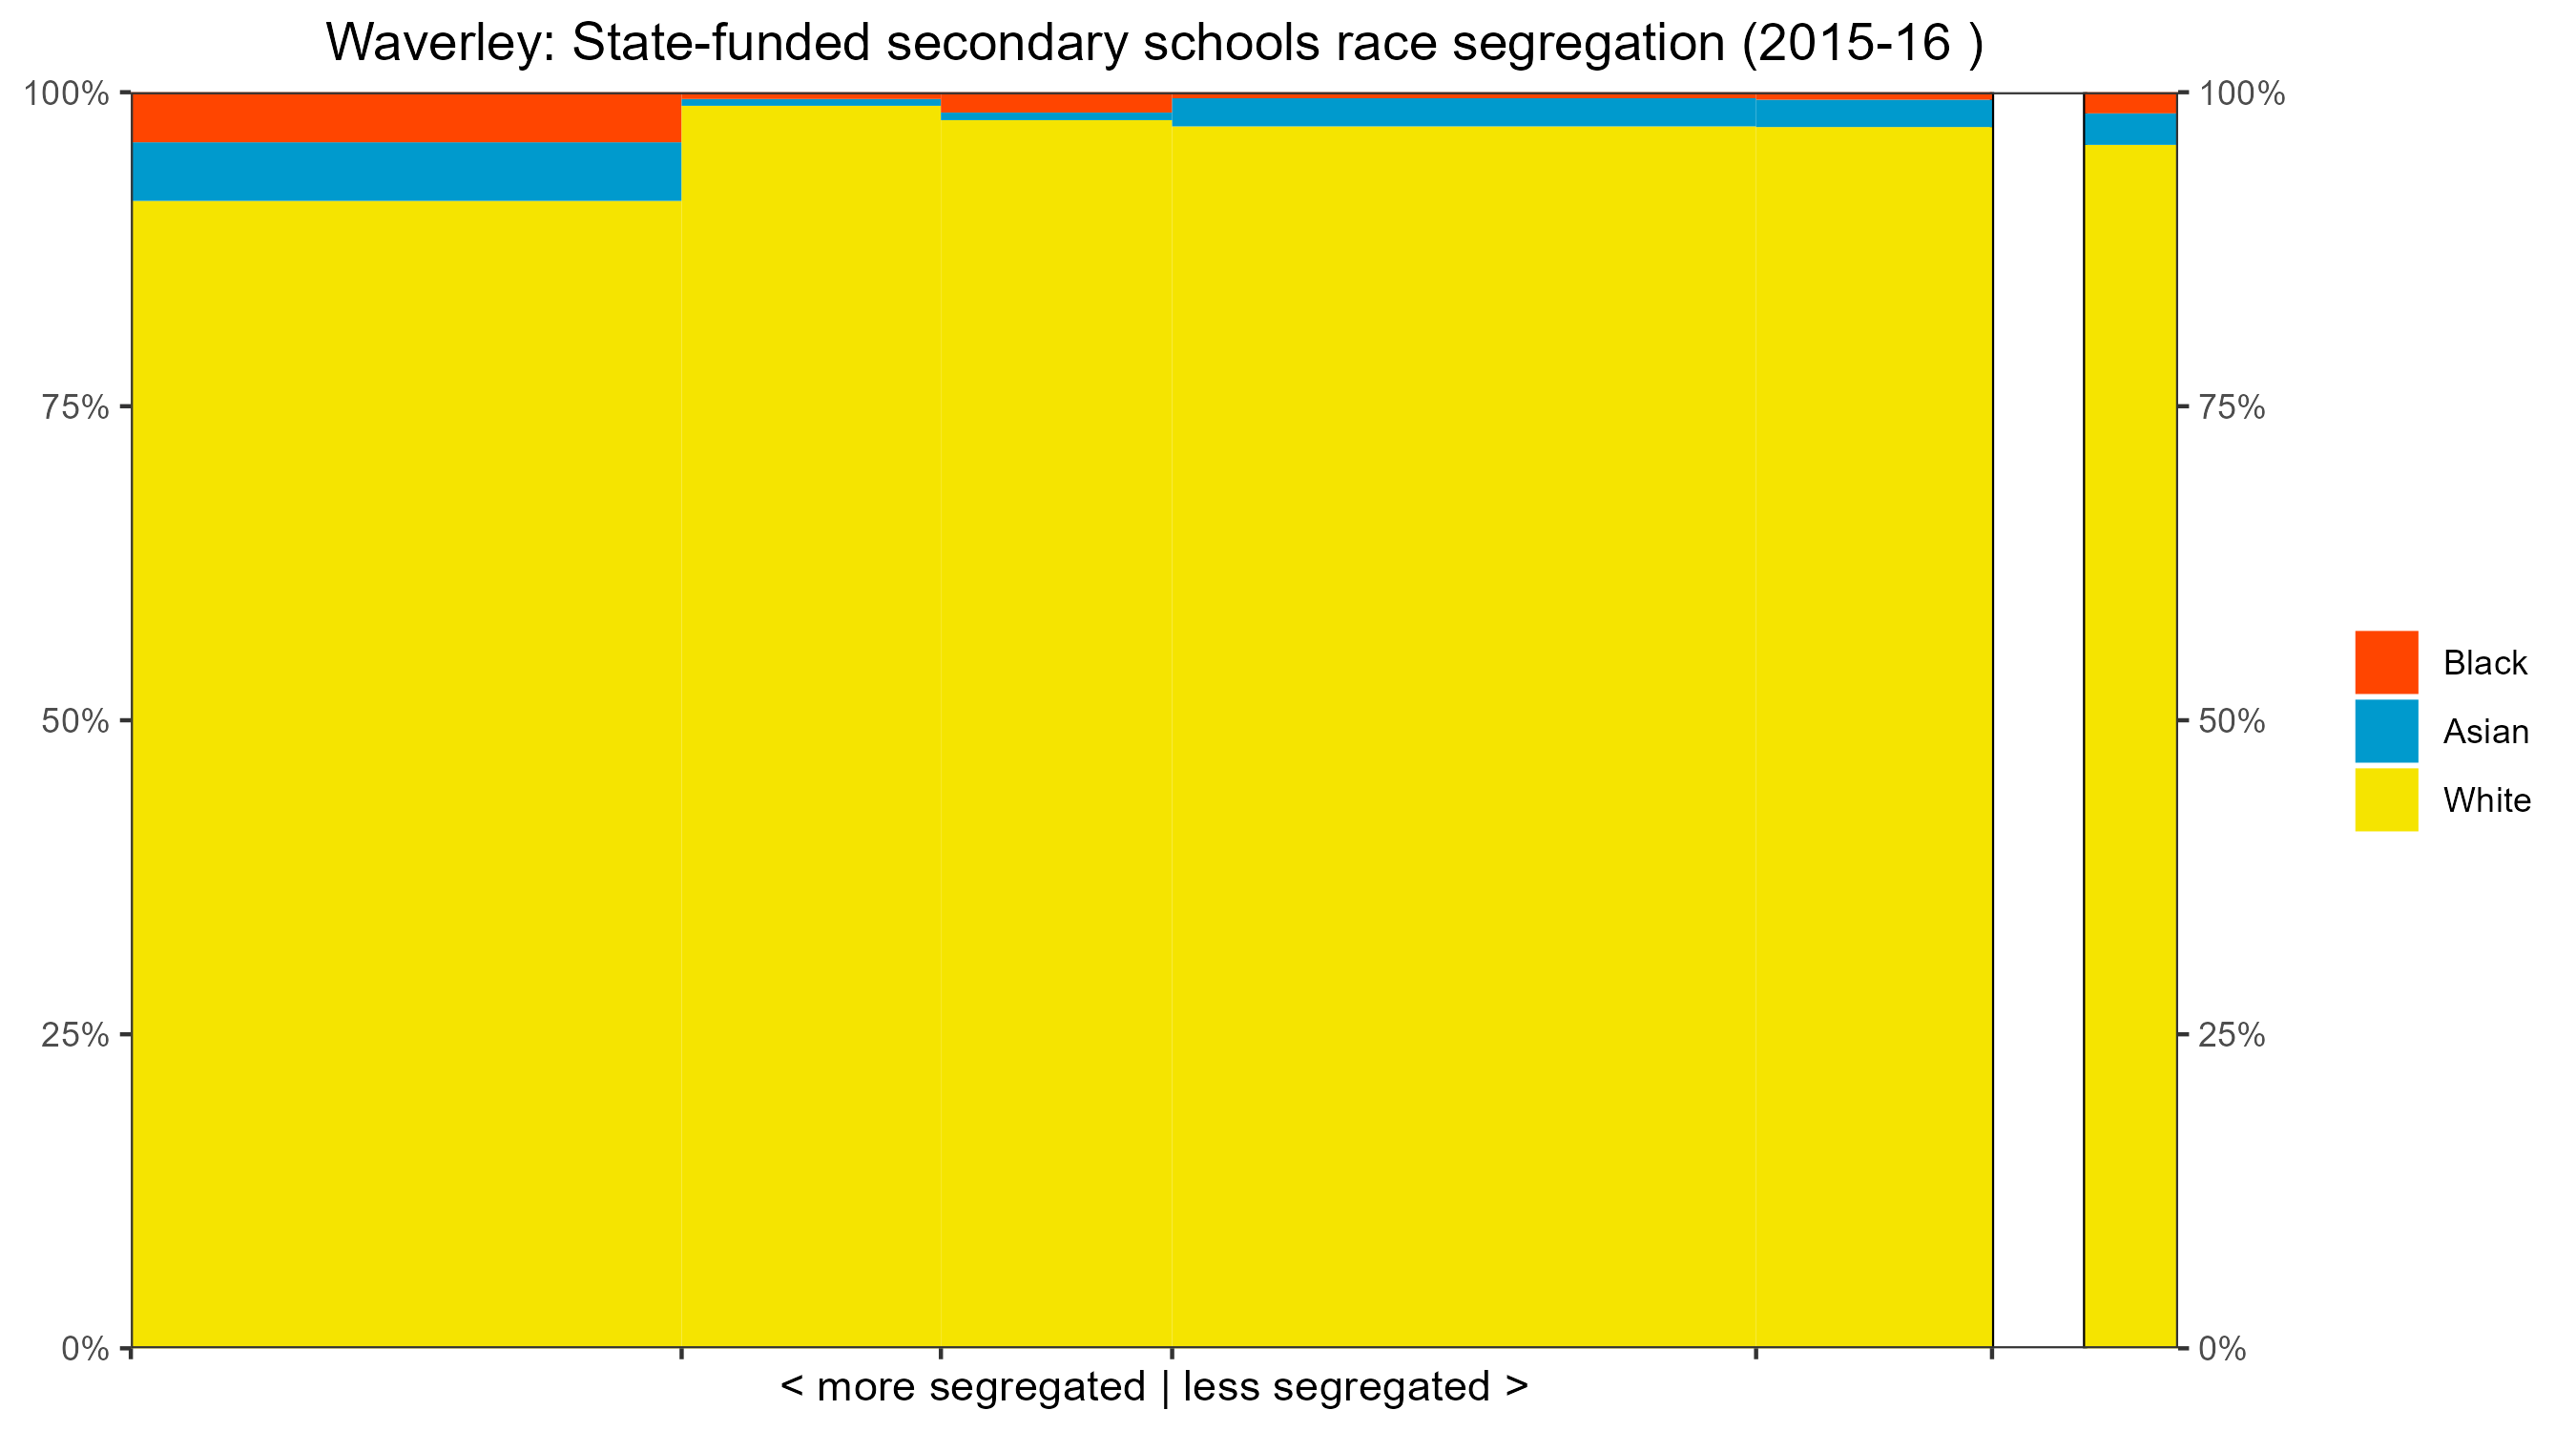 Waverley: State-funded secondary schools race segregation (2015-16 )
100%
75%
50%
25%
0%
100%
75%
50%
25%
0%
< more segregated | less segregated >
Black
Asian
White